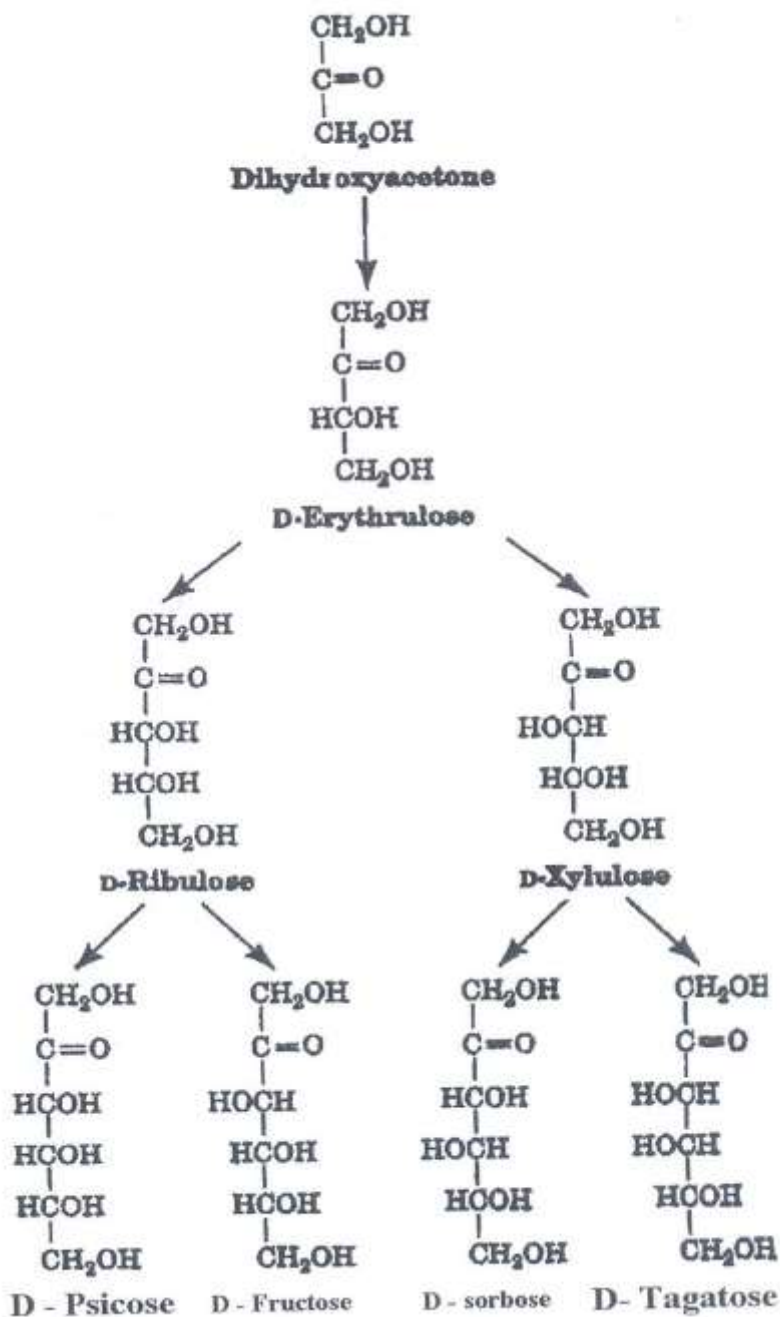 CH₂OH
C=O
CH₂OH
Dihydroxyacetone
CH₂OH
C=O
HCOH
CH₂OH
D-Erythrulose
CH₂OH
C=O
HCOH
HCOH
CH₂OH
D-Ribulose
CH₂OH
C=O
HOCH
HCOH
CH₂OH
D-Xylulose
CH₂OH
C=O
HCOH
HCOH
HCOH
CH₂OH
D - Psicose
CH₂OH
C=O
HOCH
HCOH
HCOH
CH₂OH
D - Fructose
CH₂OH
C=O
HCOH
HOCH
HCOH
CH₂OH
D - sorbose
CH₂OH
C=O
HOCH
HOCH
HCOH
CH₂OH
D- Tagatose